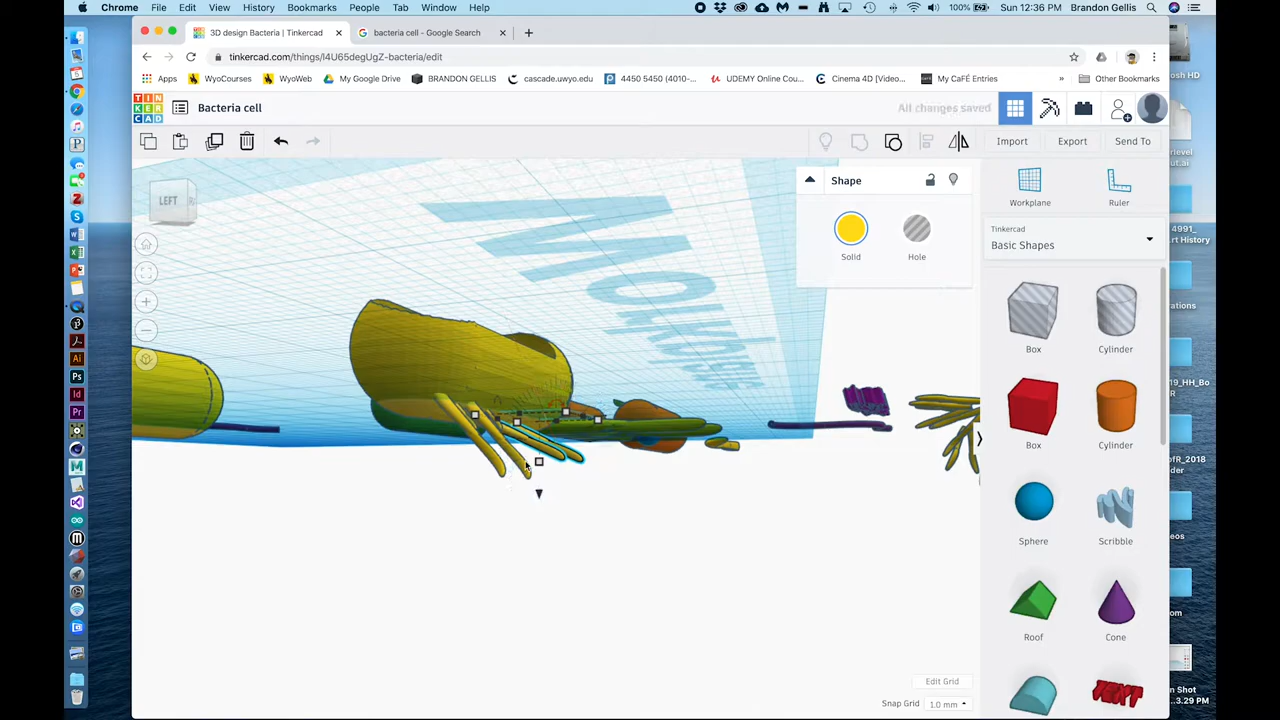 Chrome File Edit View History Bookmarks People Tab Window Help 100% Sun 12:36 PM Brandon Gellis
3D design Bacteria | Tinkercad bacteria cell - Google Search
tinkercad.com/things/l4U65degUgZ-bacteria/edit
Apps WyoCourses WyoWeb My Google Drive BRANDON GELLIS cascade.uwyo.edu 4450 5450 (4010-... UDEMY Online Cou... Cinema 4D [Video... My CaFÉ Entries » Other Bookmarks
TIN
KER
CAD
Bacteria cell
All changes saved
Import Export Send To
LEFT
Shape
Solid Hole
Workplane Ruler
Tinkercad
Basic Shapes
Box Cylinder
Box Cylinder
Sphere Scribble
Roof Cone
Edit Grid
Snap Grid 1.0 mm